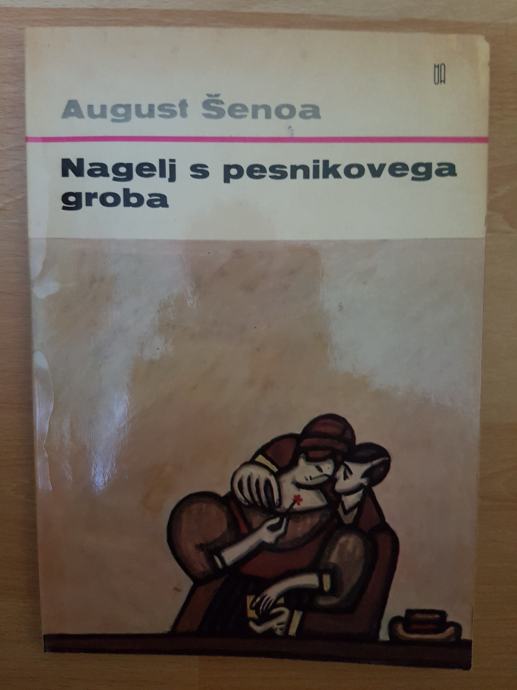 August Šenoa
Nagelj s pesnikovega
groba